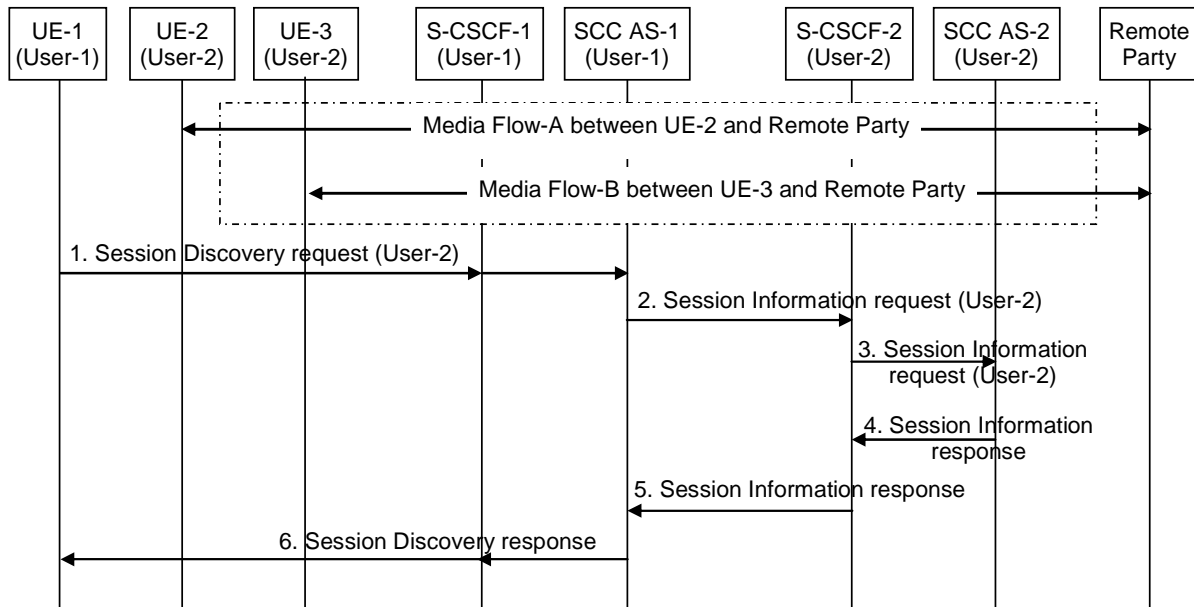 UE-1
(User-1)
UE-2
(User-2)
UE-3
(User-2)
S-CSCF-1
(User-1)
SCC AS-1
(User-1)
S-CSCF-2
(User-2)
SCC AS-2
(User-2)
Remote
Party
Media Flow-A between UE-2 and Remote Party
Media Flow-B between UE-3 and Remote Party
1. Session Discovery request (User-2)
2. Session Information request (User-2)
3. Session Information
request (User-2)
4. Session Information
response
5. Session Information response
6. Session Discovery response